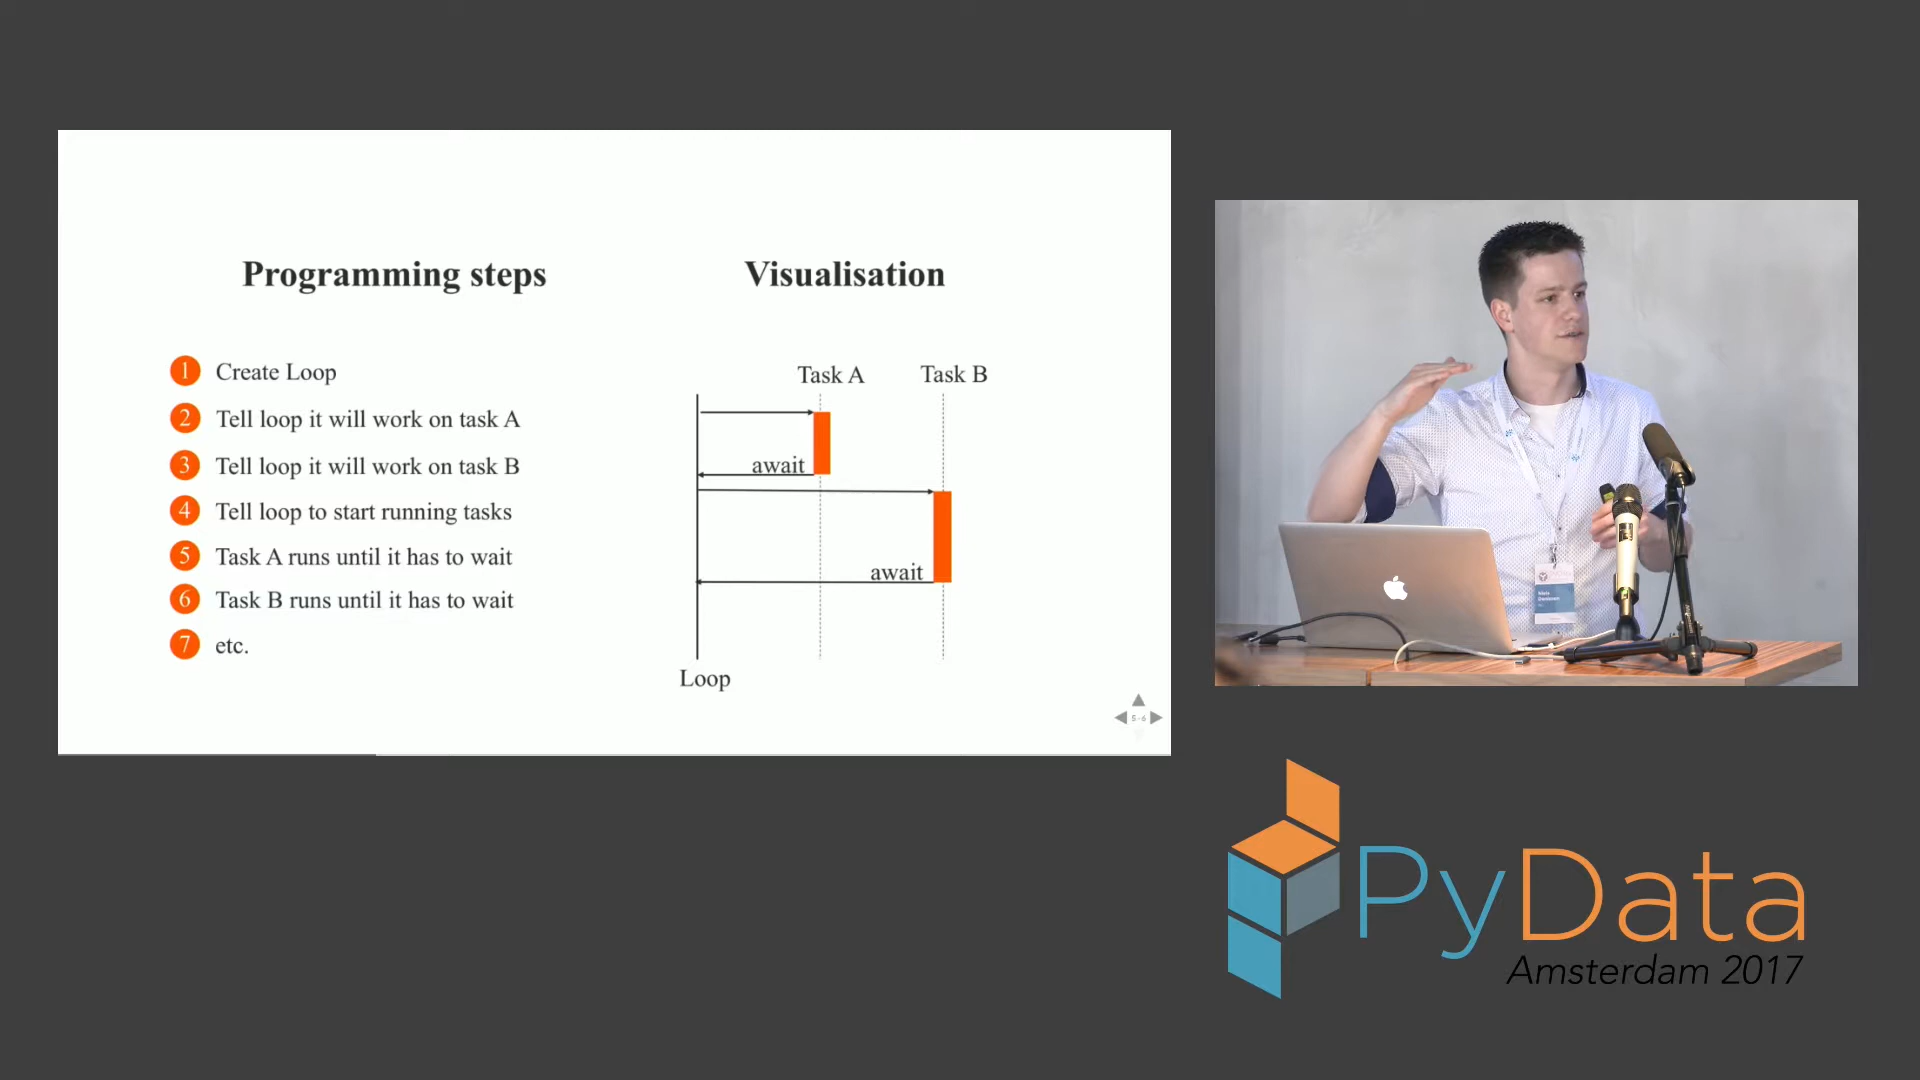 Programming steps
1 Create Loop
2 Tell loop it will work on task A
3 Tell loop it will work on task B
4 Tell loop to start running tasks
5 Task A runs until it has to wait
6 Task B runs until it has to wait
7 etc.
Visualisation
Task A Task B
await
await
Loop
5-6
PyData
Amsterdam 2017